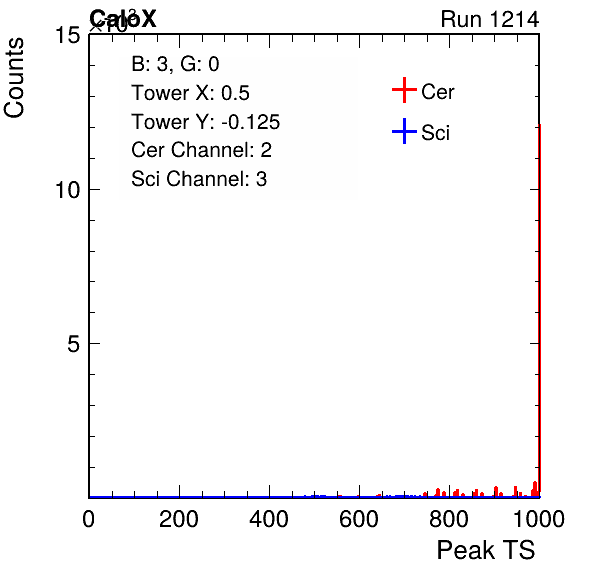 ×10³
CaloX
Run 1214
15
10
5
Counts
B: 3, G: 0
Tower X: 0.5
Tower Y: -0.125
Cer Channel: 2
Sci Channel: 3
Cer
Sci
0
200
400
600
800
1000
Peak TS